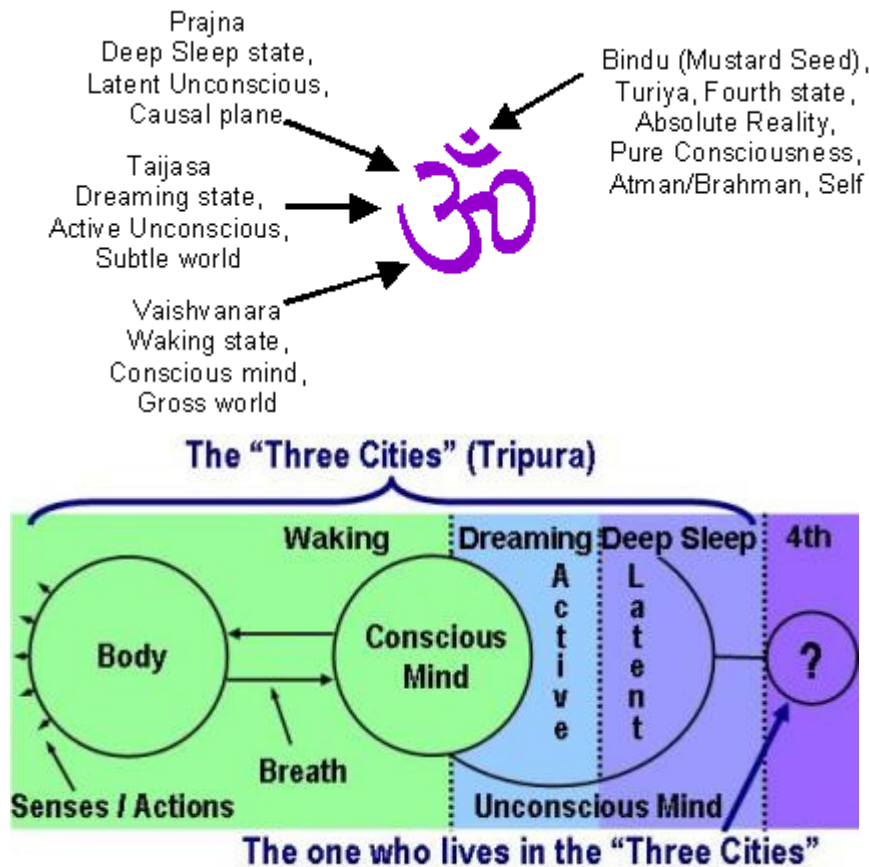 Prajna
Deep Sleep state,
Latent Unconscious,
Causal plane
Bindu (Mustard Seed),
Turiya, Fourth state,
Absolute Reality,
Pure Consciousness,
Atman/Brahman, Self
Taijasa
Dreaming state,
Active Unconscious,
Subtle world
ॐ
Vaishvanara
Waking state,
Conscious mind,
Gross world
The “Three Cities” (Tripura)
Waking
Dreaming
Deep Sleep
4th
Body
Conscious
Mind
Active
Latent
?
Breath
Senses / Actions
Unconscious Mind
The one who lives in the “Three Cities”